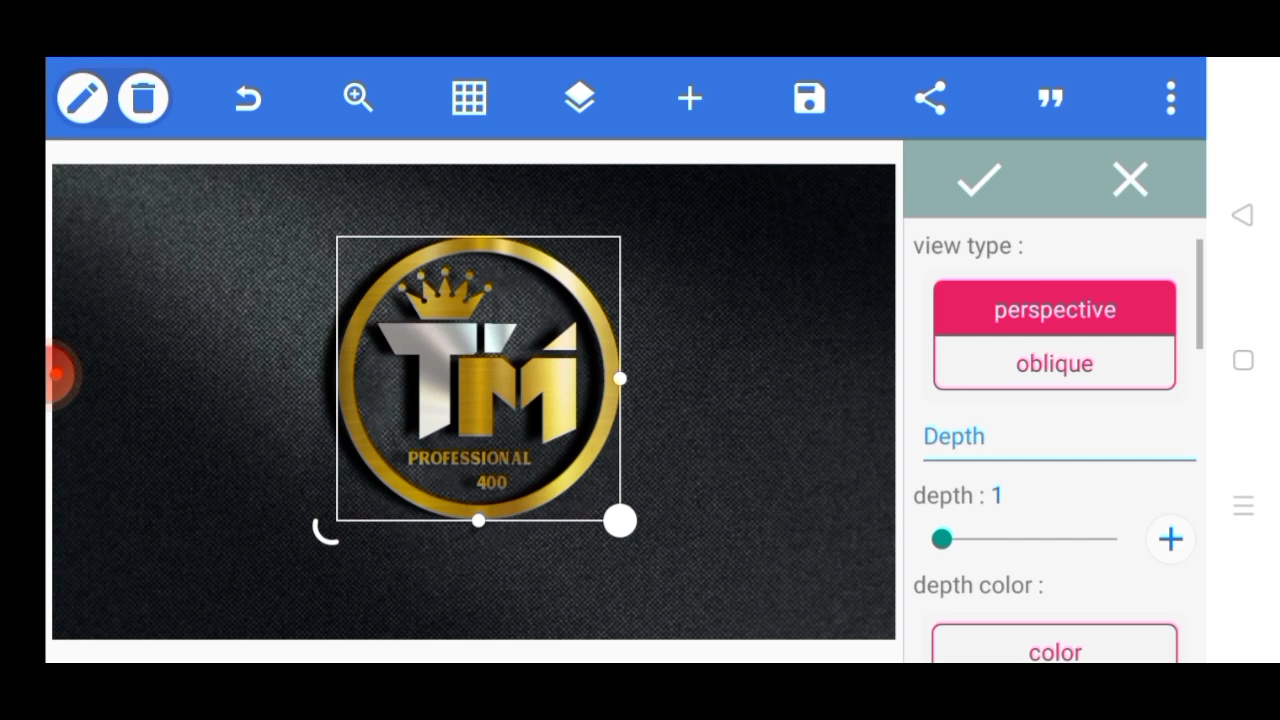 TM
PROFESSIONAL
400
view type :
perspective
oblique
Depth
depth : 1
depth color :
color